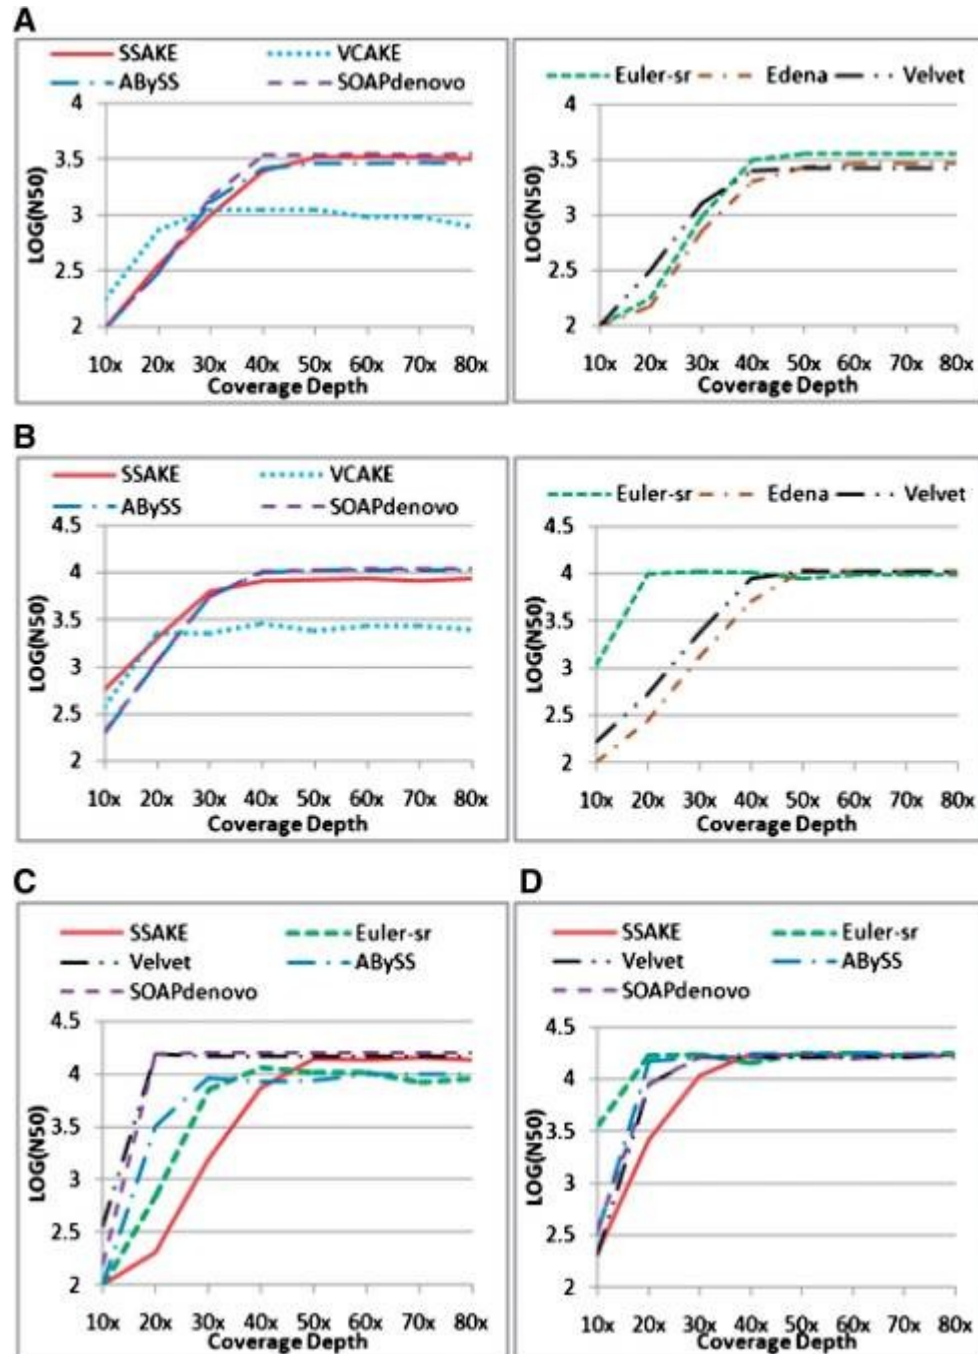 A
SSAKE VCAKE
ABySS SOAPdenovo
LOG(N50)
4
3.5
3
2.5
2
10x 20x 30x 40x 50x 60x 70x 80x
Coverage Depth
Euler-sr Edena Velvet
LOG(N50)
4
3.5
3
2.5
2
10x 20x 30x 40x 50x 60x 70x 80x
Coverage Depth
B
SSAKE VCAKE
ABySS SOAPdenovo
LOG(N50)
4.5
4
3.5
3
2.5
2
10x 20x 30x 40x 50x 60x 70x 80x
Coverage Depth
Euler-sr Edena Velvet
LOG(N50)
4.5
4
3.5
3
2.5
2
10x 20x 30x 40x 50x 60x 70x 80x
Coverage Depth
C
SSAKE Euler-sr
Velvet ABySS
SOAPdenovo
LOG(N50)
4.5
4
3.5
3
2.5
2
10x 20x 30x 40x 50x 60x 70x 80x
Coverage Depth
D
SSAKE Euler-sr
Velvet ABySS
SOAPdenovo
LOG(N50)
4.5
4
3.5
3
2.5
2
10x 20x 30x 40x 50x 60x 70x 80x
Coverage Depth